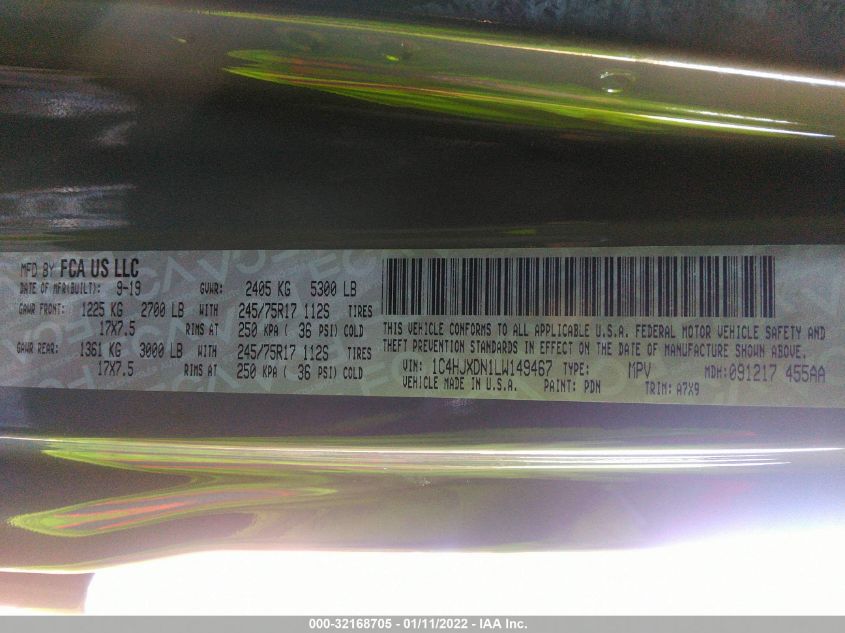 MFD BY FCA US LLC
DATE OF MFR(BUILT): 9-19 GVWR: 2405 KG 5300 LB
GAWR FRONT: 1225 KG 2700 LB WITH 245/75R17 112S TIRES
17X7.5 RIMS AT 250 KPA ( 36 PSI) COLD
GAWR REAR: 1361 KG 3000 LB WITH 245/75R17 112S TIRES
17X7.5 RIMS AT 250 KPA ( 36 PSI) COLD
THIS VEHICLE CONFORMS TO ALL APPLICABLE U.S.A. FEDERAL MOTOR VEHICLE SAFETY AND
THEFT PREVENTION STANDARDS IN EFFECT ON THE DATE OF MANUFACTURE SHOWN ABOVE.
VIN: 1C4HJXDN1LW149467 TYPE: MPV MDH: 091217 455AA
VEHICLE MADE IN U.S.A. PAINT: PDN TRIM: A7X9
000-32168705 - 01/11/2022 - IAA Inc.